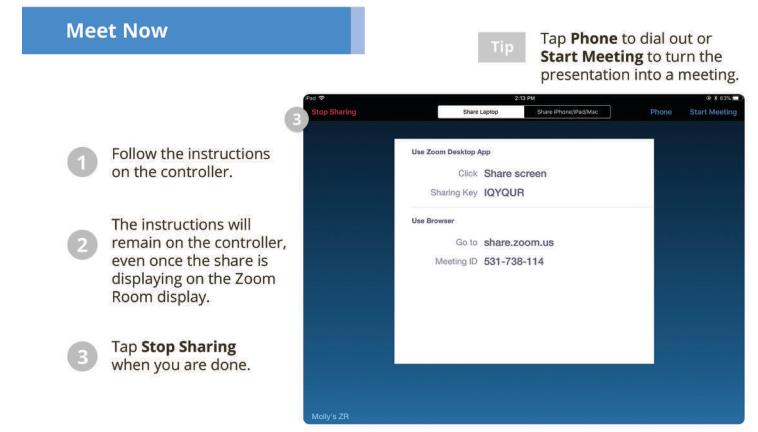 Meet Now
Tip
Tap Phone to dial out or
Start Meeting to turn the
presentation into a meeting.
1
Follow the instructions
on the controller.
2
The instructions will
remain on the controller,
even once the share is
displaying on the Zoom
Room display.
3
Tap Stop Sharing
when you are done.
iPad 2:13 PM 63%
3
Stop Sharing Share Laptop Share iPhone/iPad/Mac Phone Start Meeting
Use Zoom Desktop App
Click Share screen
Sharing Key IQYQUR
Use Browser
Go to share.zoom.us
Meeting ID 531-738-114
Molly's ZR